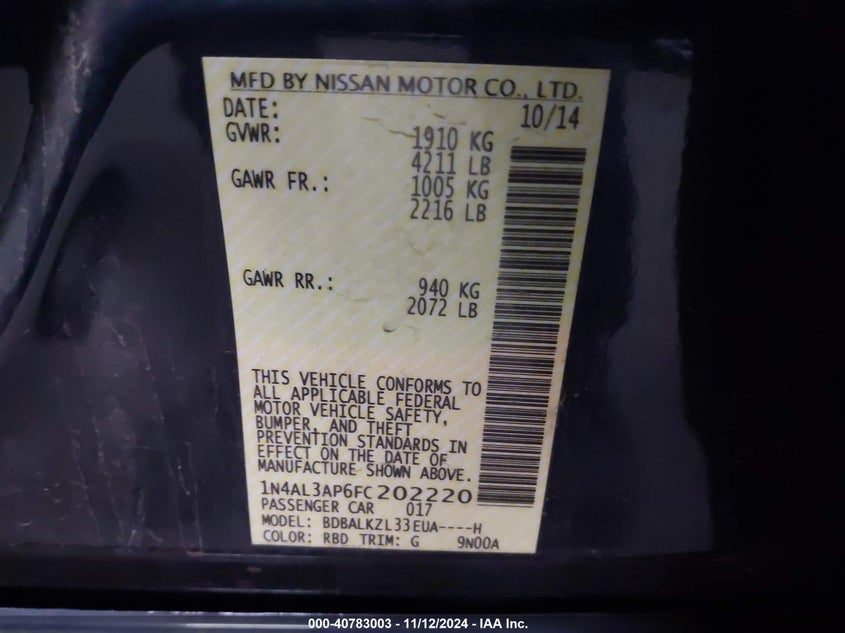 MFD BY NISSAN MOTOR CO., LTD.
DATE: 10/14
GVWR: 1910 KG
4211 LB
GAWR FR.: 1005 KG
2216 LB
GAWR RR.: 940 KG
2072 LB
THIS VEHICLE CONFORMS TO
ALL APPLICABLE FEDERAL
MOTOR VEHICLE SAFETY,
BUMPER, AND THEFT
PREVENTION STANDARDS IN
EFFECT ON THE DATE OF
MANUFACTURE SHOWN ABOVE.
1N4AL3AP6FC202220
PASSENGER CAR 017
MODEL: BDBALKZL33EUA----H
COLOR: RBD TRIM: G 9N00A
000-40783003 - 11/12/2024 - IAA Inc.